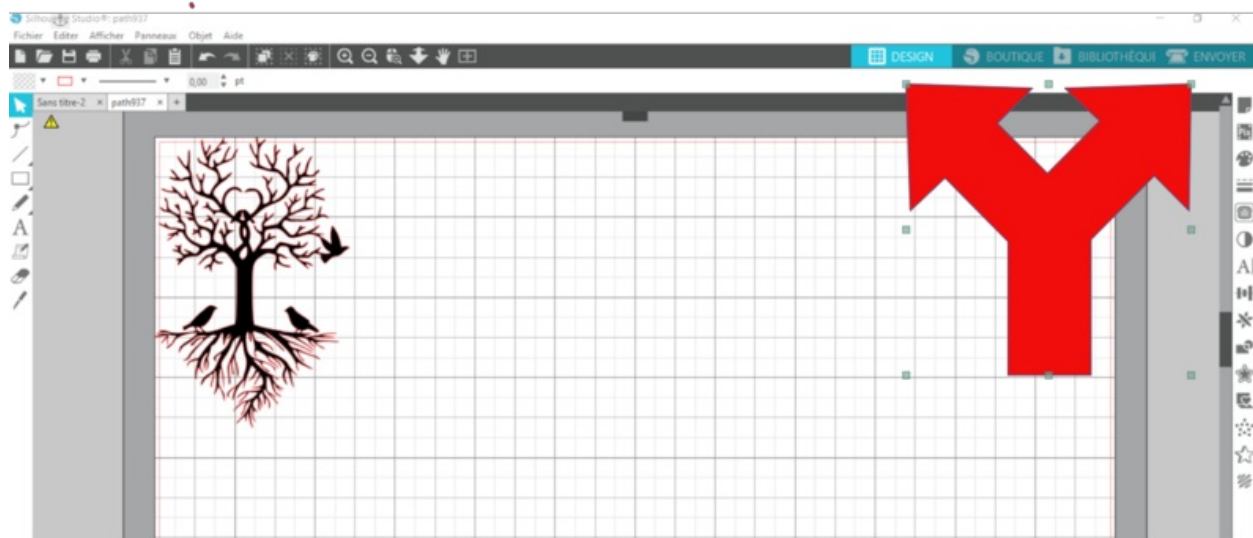 Silhouette Studio®: path937
Fichier Editer Afficher Panneaux Objet Aide
DESIGN BOUTIQUE BIBLIOTHÉQUI ENVOYER
0,00 pt
Sans titre-2 × path937 × +